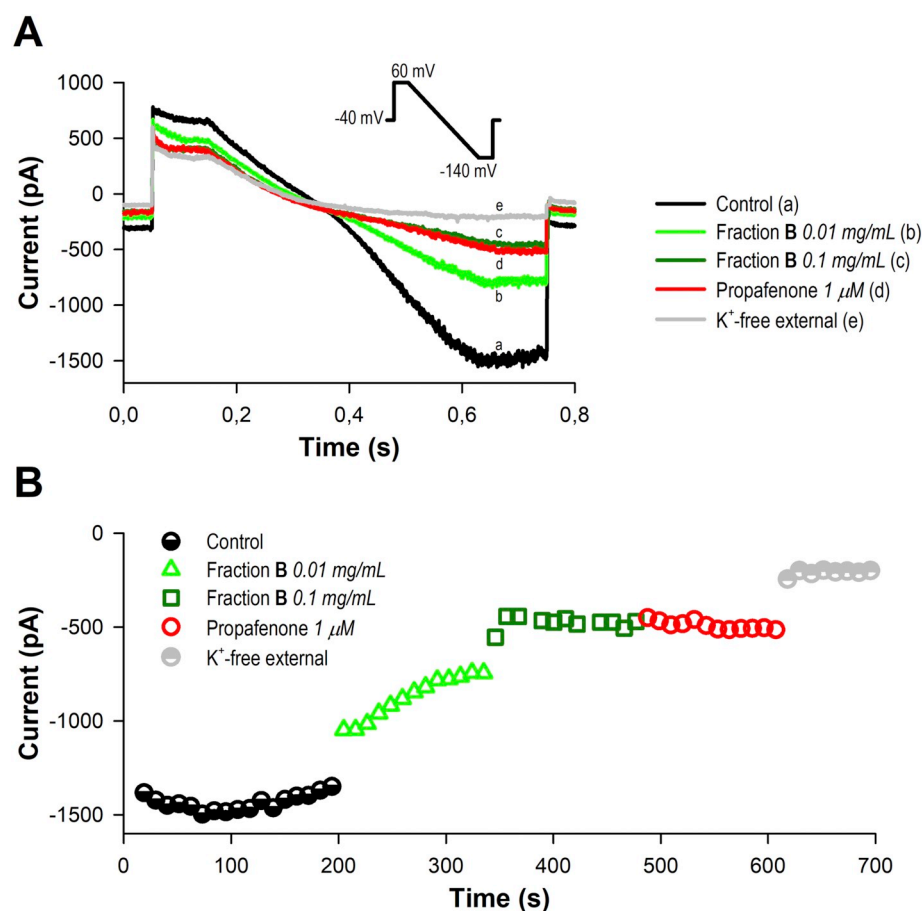 A
1000
500
0
-500
-1000
-1500
Current (pA)
0,0 0,2 0,4 0,6 0,8
Time (s)
60 mV
-40 mV
-140 mV
e
c
d
b
a
Control (a)
Fraction B 0.01 mg/mL (b)
Fraction B 0.1 mg/mL (c)
Propafenone 1 μM (d)
K⁺-free external (e)
B
0
-500
-1000
-1500
Current (pA)
Control
Fraction B 0.01 mg/mL
Fraction B 0.1 mg/mL
Propafenone 1 μM
K⁺-free external
0 100 200 300 400 500 600 700
Time (s)